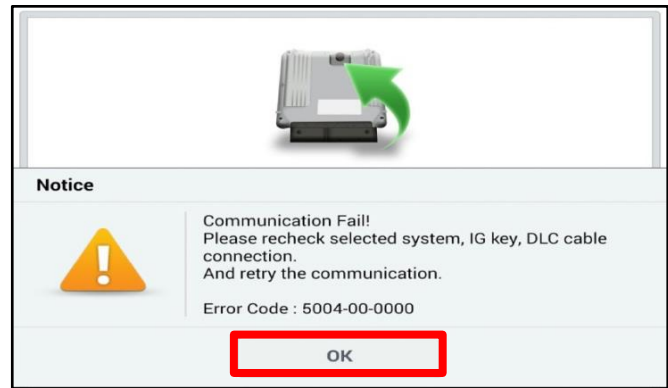 Notice
Communication Fail!
Please recheck selected system, IG key, DLC cable
connection.
And retry the communication.
Error Code : 5004-00-0000
OK